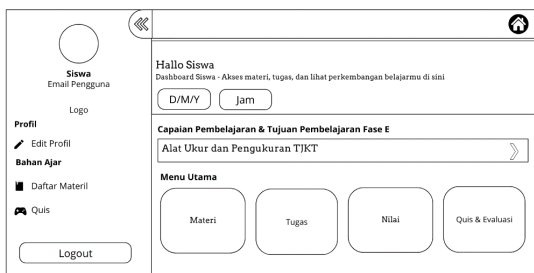 Siswa
Email Pengguna
Logo
Profil
Edit Profil
Bahan Ajar
Daftar Materil
Quis
Logout
Hallo Siswa
Dashboard Siswa - Akses materi, tugas, dan lihat perkembangan belajarmu di sini
D/M/Y
Jam
Capaian Pembelajaran & Tujuan Pembelajaran Fase E
Alat Ukur dan Pengukuran TJKT
Menu Utama
Materi
Tugas
Nilai
Quis & Evaluasi